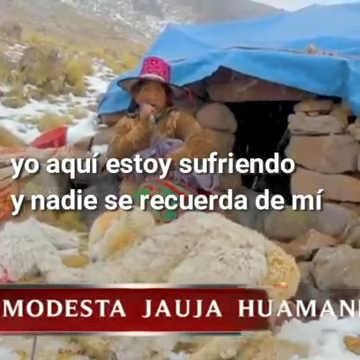 yo aquí estoy sufriendo
y nadie se recuerda de mí
MODESTA JAUJA HUAMAN